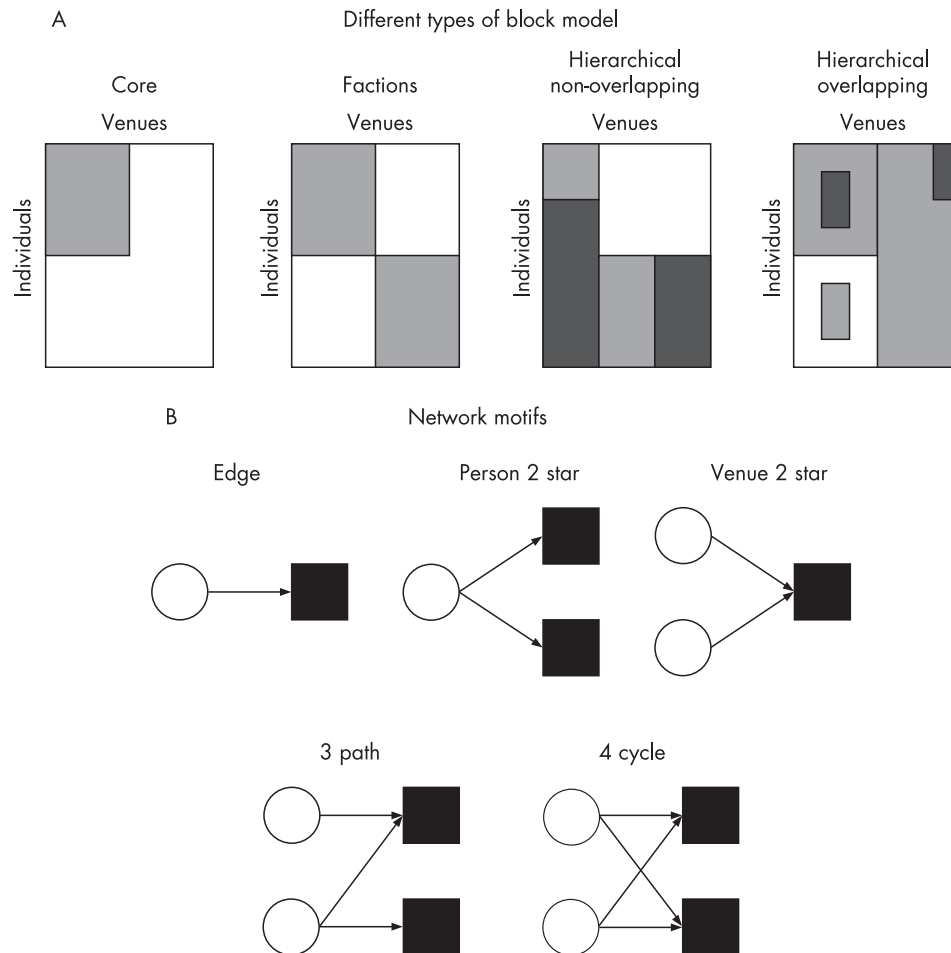 A
Different types of block model
Core
Venues
Individuals
Factions
Venues
Individuals
Hierarchical
non-overlapping
Venues
Individuals
Hierarchical
overlapping
Venues
Individuals
B
Network motifs
Edge
Person 2 star
Venue 2 star
3 path
4 cycle